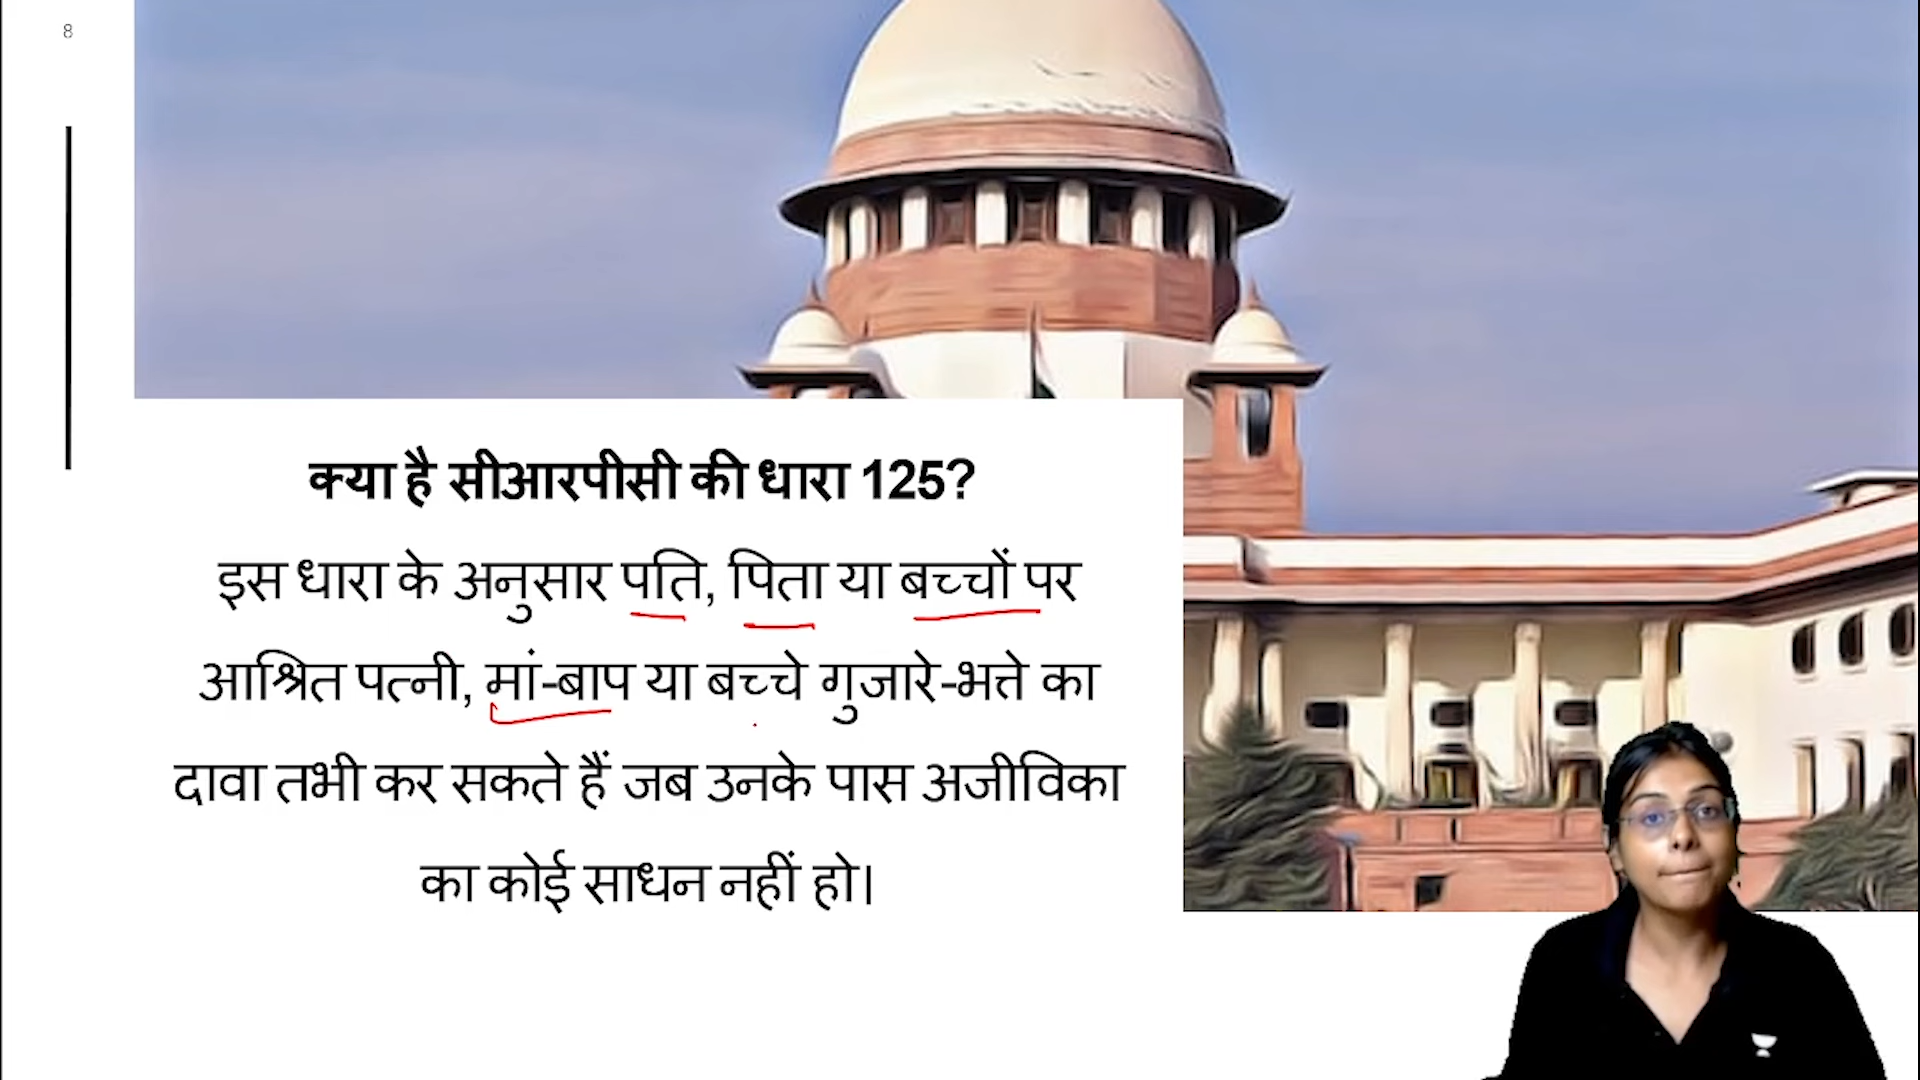 8
क्या है सीआरपीसी की धारा 125?
इस धारा के अनुसार पति, पिता या बच्चों पर
आश्रित पत्नी, मां-बाप या बच्चे गुजारे-भत्ते का
दावा तभी कर सकते हैं जब उनके पास अजीविका
का कोई साधन नहीं हो।